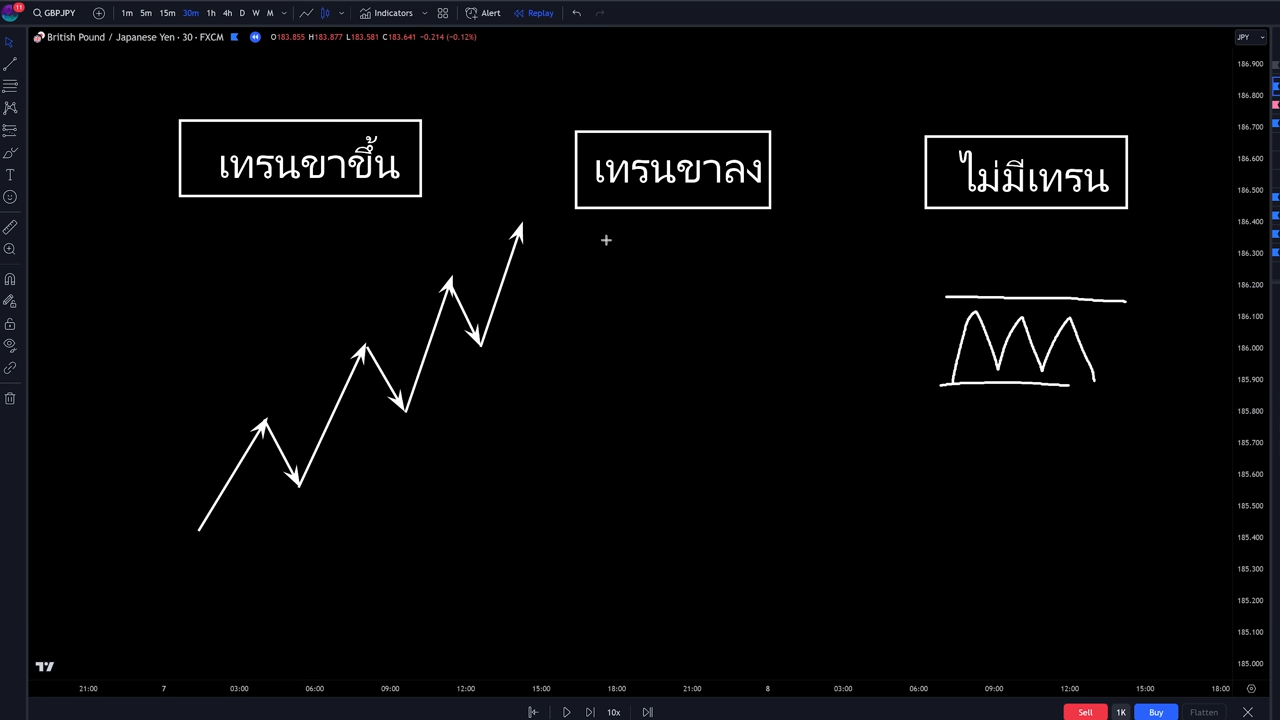 11
GBPJPY
1m 5m 15m 30m 1h 4h D W M
Indicators
Alert
Replay
British Pound / Japanese Yen · 30 · FXCM
O183.855 H183.877 L183.581 C183.641 −0.214 (−0.12%)
JPY
เทรนขาขึ้น
เทรนขาลง
ไม่มีเทรน
186.900
186.800
186.700
186.600
186.500
186.400
186.300
186.200
186.100
186.000
185.900
185.800
185.700
185.600
185.500
185.400
185.300
185.200
185.100
185.000
21:00 7 03:00 06:00 09:00 12:00 15:00 18:00 21:00 8 03:00 06:00 09:00 12:00 15:00 18:00
10x
Sell 1K Buy Flatten